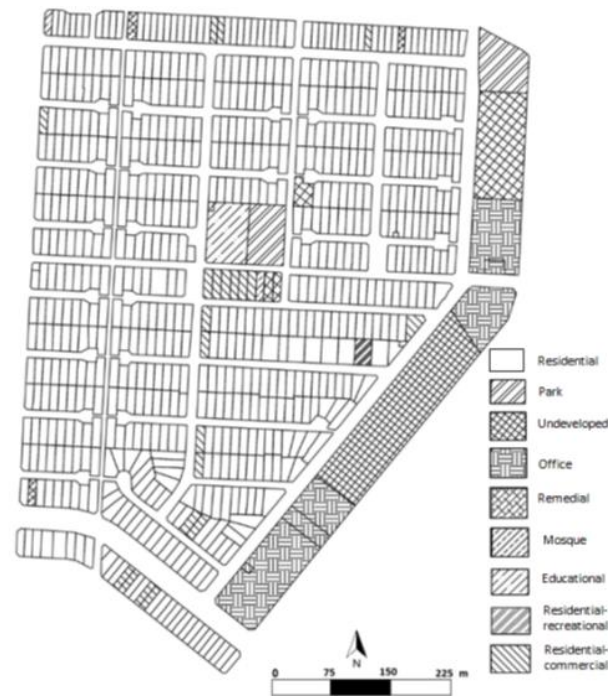 Residential
Park
Undeveloped
Office
Remedial
Mosque
Educational
Residential-
recreational
Residential-
commercial
N
0 75 150 225 m